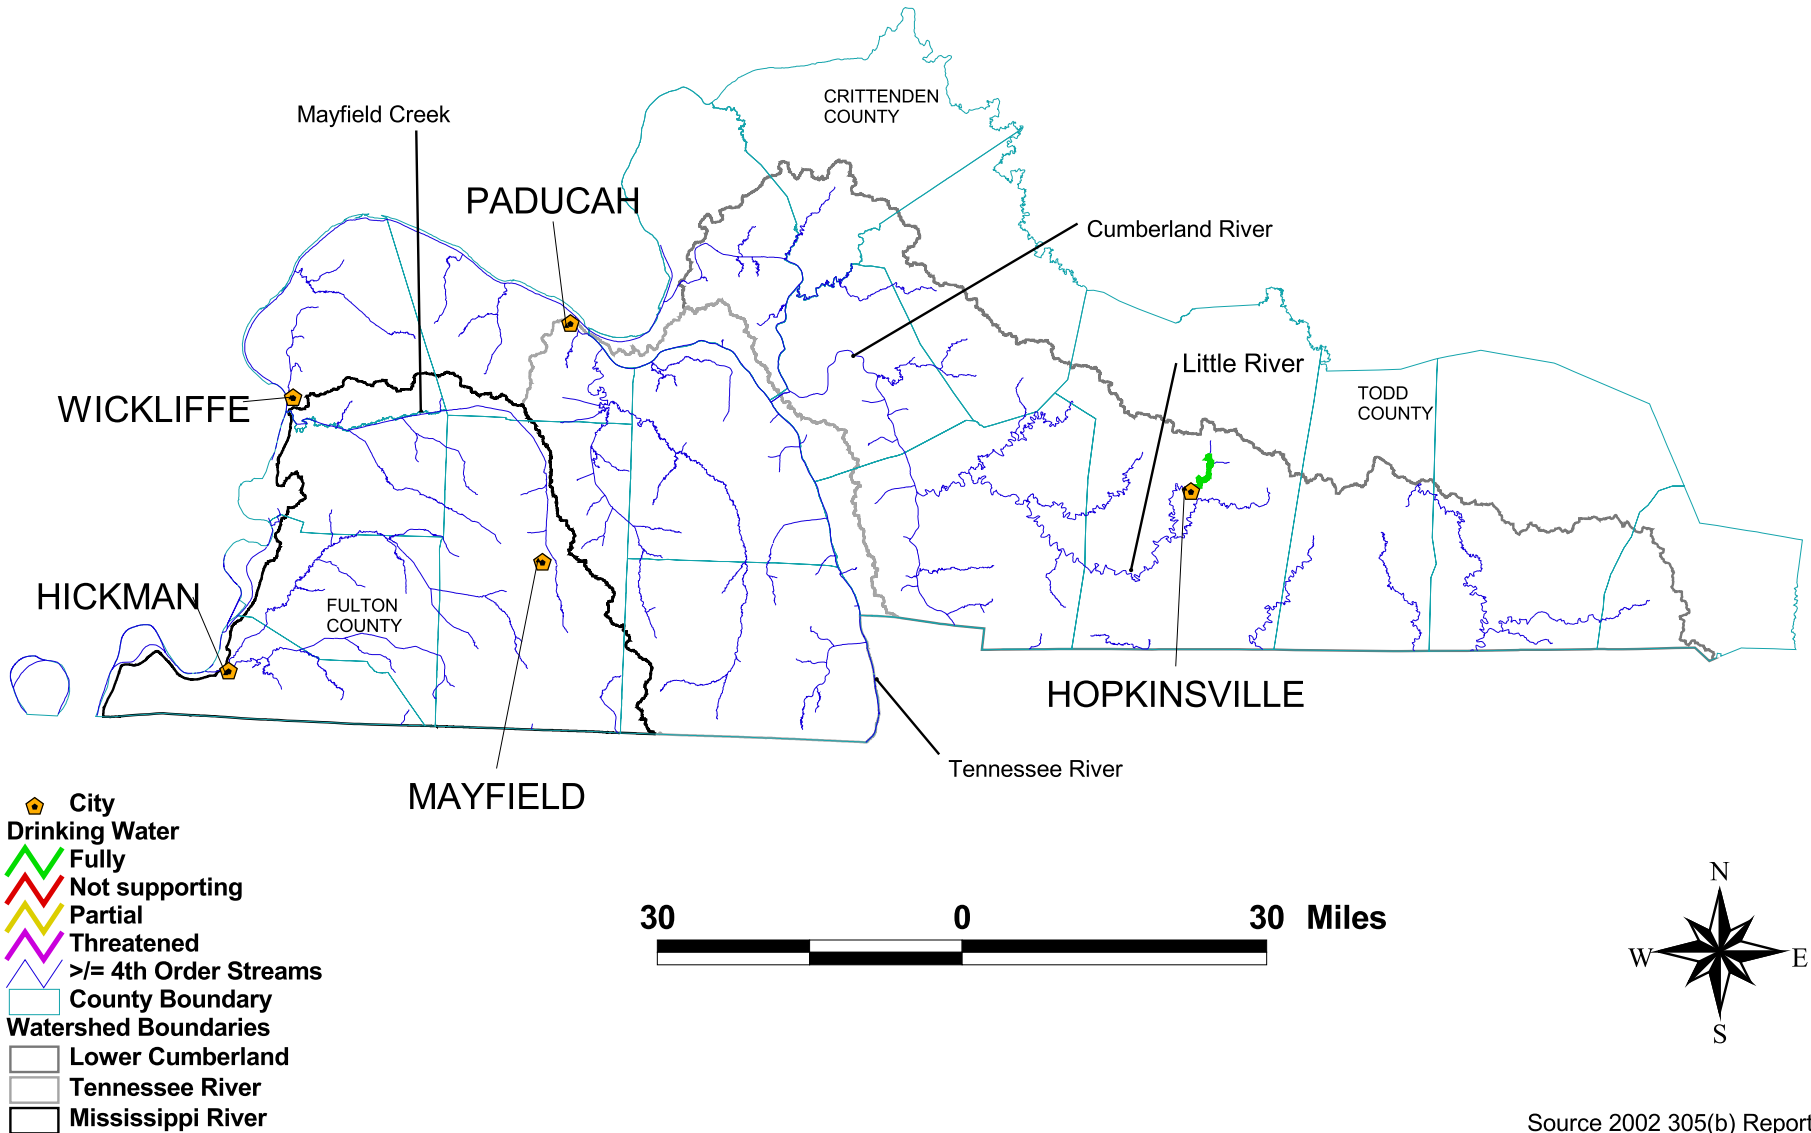 CRITTENDEN
COUNTY
Mayfield Creek
PADUCAH
Cumberland River
Little River
TODD
COUNTY
WICKLIFFE
HICKMAN
FULTON
COUNTY
HOPKINSVILLE
Tennessee River
MAYFIELD
City
Drinking Water
Fully
Not supporting
Partial
Threatened
>/= 4th Order Streams
County Boundary
Watershed Boundaries
Lower Cumberland
Tennessee River
Mississippi River
30 0 30 Miles
N
W E
S
Source 2002 305(b) Report